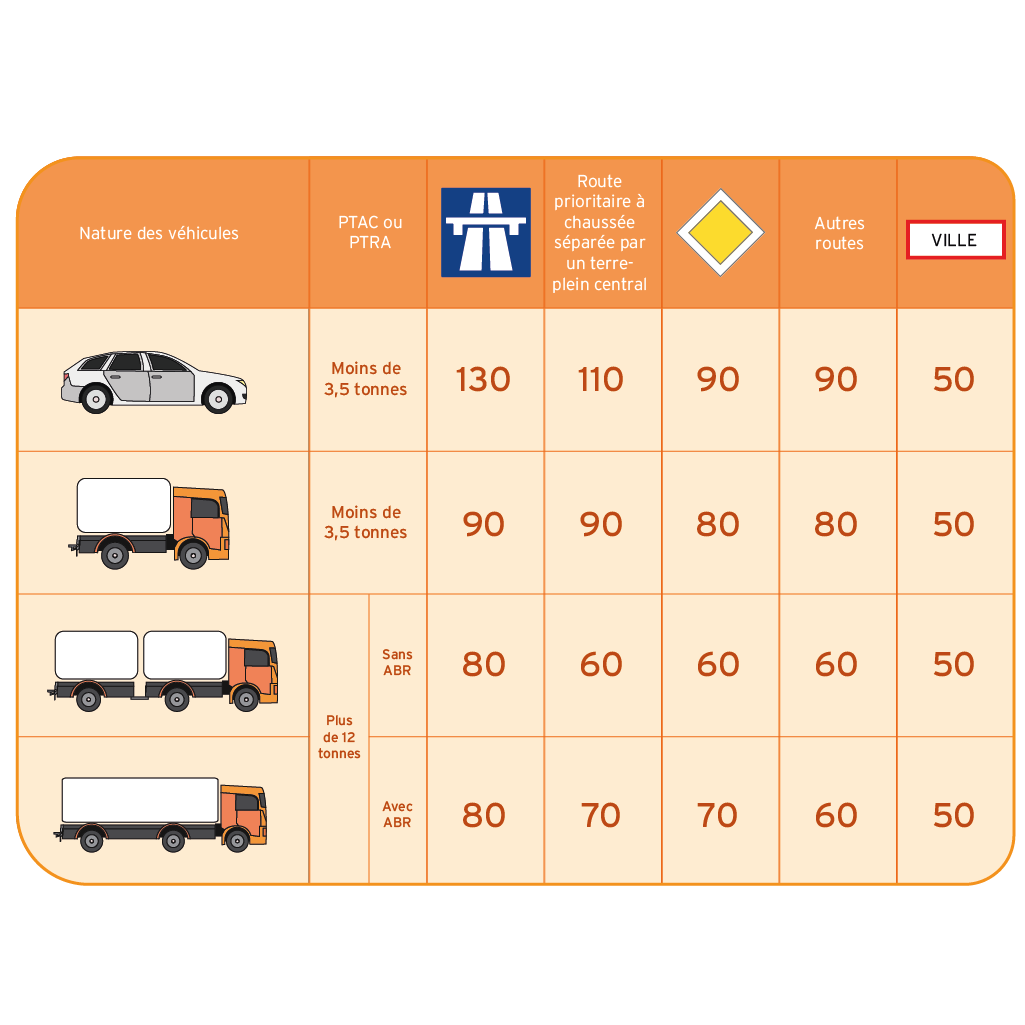 Nature des véhicules
PTAC ou
PTRA
Route
prioritaire à
chaussée
séparée par
un terre-
plein central
Autres
routes
VILLE
Moins de
3,5 tonnes
130
110
90
90
50
Moins de
3,5 tonnes
90
90
80
80
50
Plus
de 12
tonnes
Sans
ABR
80
60
60
60
50
Avec
ABR
80
70
70
60
50